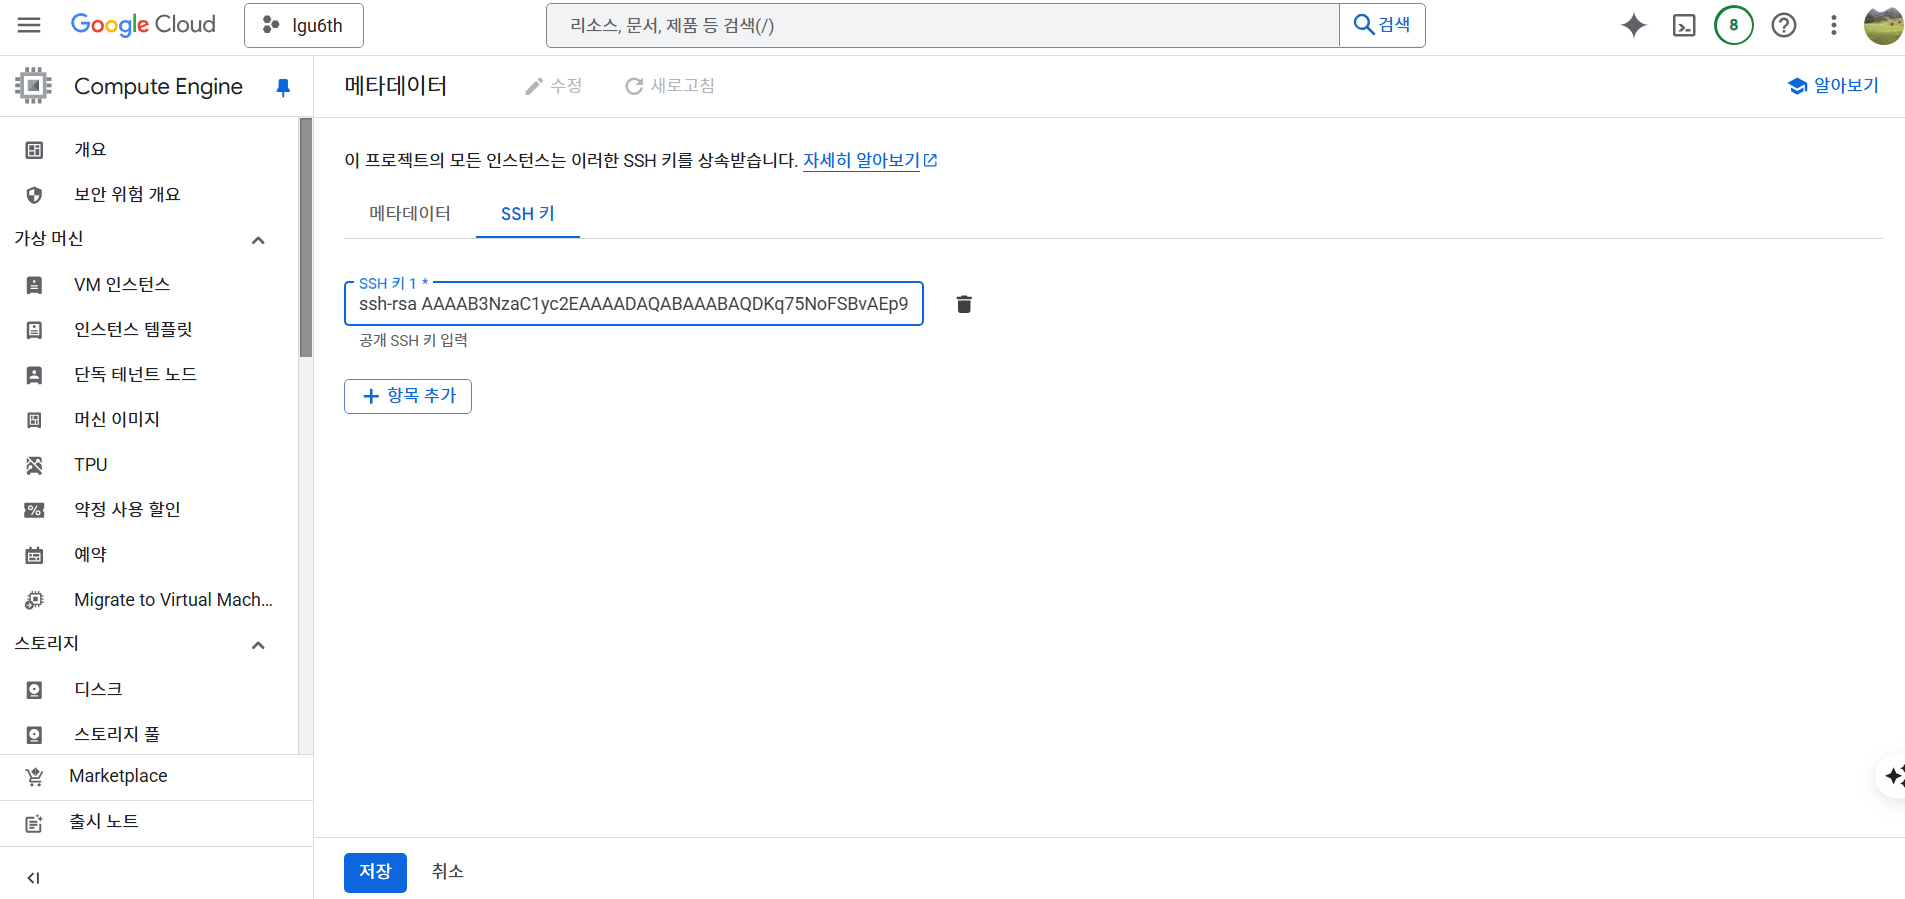 Google Cloud
lgu6th
리소스, 문서, 제품 등 검색(/)
검색
8
Compute Engine
메타데이터
수정
새로고침
알아보기
개요
보안 위험 개요
가상 머신
VM 인스턴스
인스턴스 템플릿
단독 테넌트 노드
머신 이미지
TPU
약정 사용 할인
예약
Migrate to Virtual Mach...
스토리지
디스크
스토리지 풀
Marketplace
출시 노트
이 프로젝트의 모든 인스턴스는 이러한 SSH 키를 상속받습니다. 자세히 알아보기
메타데이터
SSH 키
SSH 키 1 *
ssh-rsa AAAAB3NzaC1yc2EAAAADAQABAAABAQDKq75NoFSBvAEp9
공개 SSH 키 입력
+ 항목 추가
저장
취소